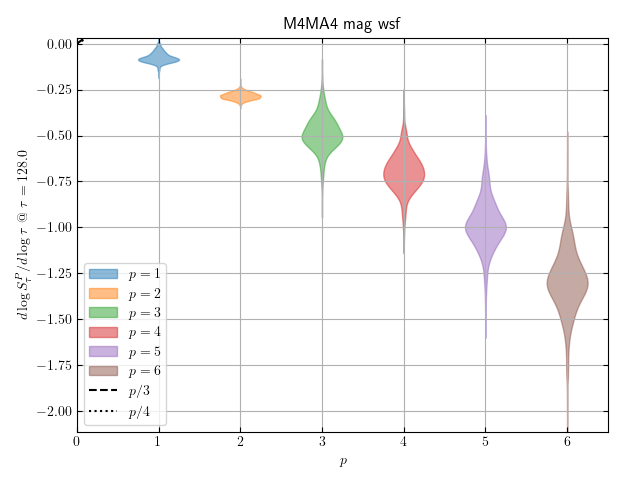 M4MA4 mag wsf
d log S_τ^p / d log τ @ τ = 128.0
0.00
−0.25
−0.50
−0.75
−1.00
−1.25
−1.50
−1.75
−2.00
p = 1
p = 2
p = 3
p = 4
p = 5
p = 6
p/3
p/4
0 1 2 3 4 5 6
p